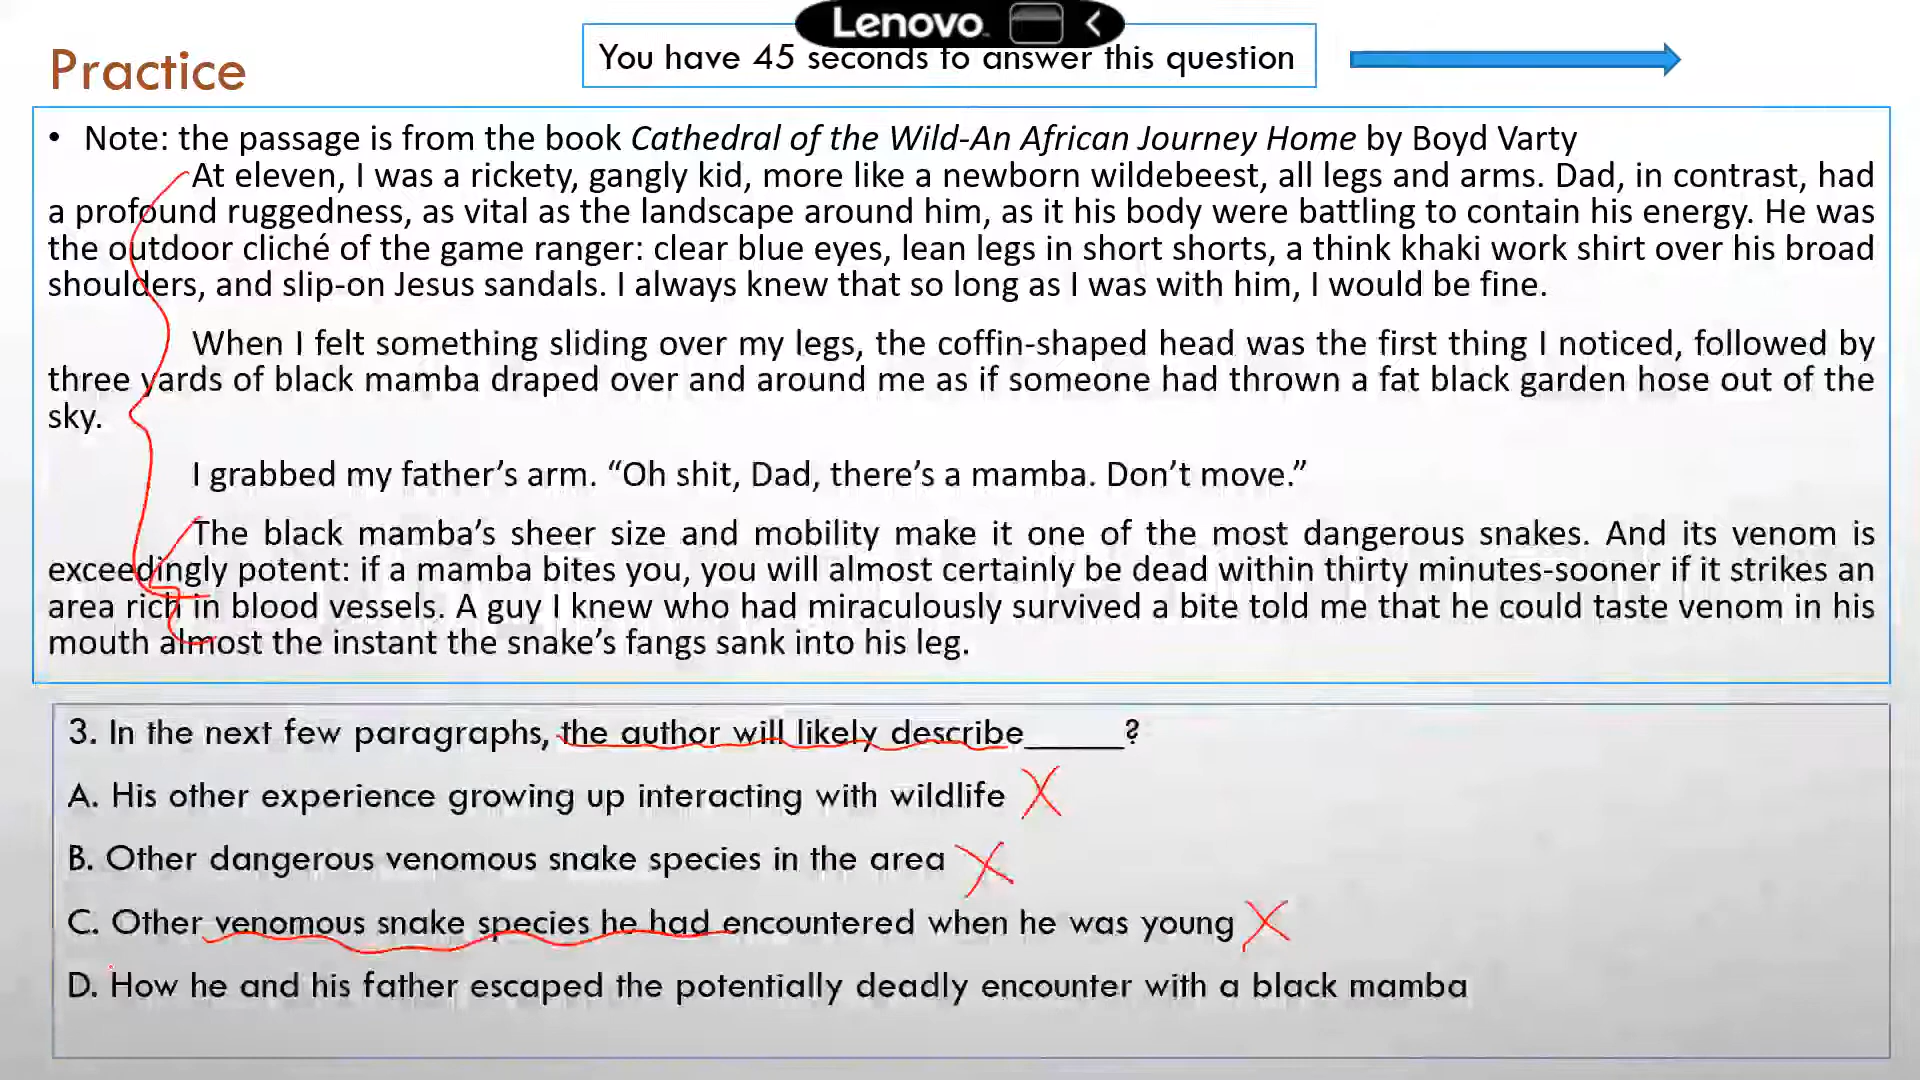 Lenovo
Practice
You have 45 seconds to answer this question
• Note: the passage is from the book Cathedral of the Wild-An African Journey Home by Boyd Varty
At eleven, I was a rickety, gangly kid, more like a newborn wildebeest, all legs and arms. Dad, in contrast, had
a profound ruggedness, as vital as the landscape around him, as it his body were battling to contain his energy. He was
the outdoor cliché of the game ranger: clear blue eyes, lean legs in short shorts, a think khaki work shirt over his broad
shoulders, and slip-on Jesus sandals. I always knew that so long as I was with him, I would be fine.
When I felt something sliding over my legs, the coffin-shaped head was the first thing I noticed, followed by
three yards of black mamba draped over and around me as if someone had thrown a fat black garden hose out of the
sky.
I grabbed my father’s arm. “Oh shit, Dad, there’s a mamba. Don’t move.”
The black mamba’s sheer size and mobility make it one of the most dangerous snakes. And its venom is
exceedingly potent: if a mamba bites you, you will almost certainly be dead within thirty minutes-sooner if it strikes an
area rich in blood vessels. A guy I knew who had miraculously survived a bite told me that he could taste venom in his
mouth almost the instant the snake’s fangs sank into his leg.
3. In the next few paragraphs, the author will likely describe_____?
A. His other experience growing up interacting with wildlife
B. Other dangerous venomous snake species in the area
C. Other venomous snake species he had encountered when he was young
D. How he and his father escaped the potentially deadly encounter with a black mamba